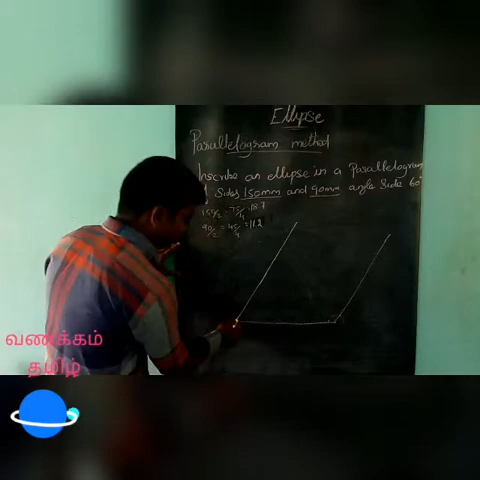 Ellipse
Parallelogram method
Inscribe an ellipse in a Parallelogram
Sides 150mm and 90mm angle Side 60°
150/2 = 75/4 = 18.7
90/2 = 45/4 = 11.2
வணக்கம்
தமிழ்